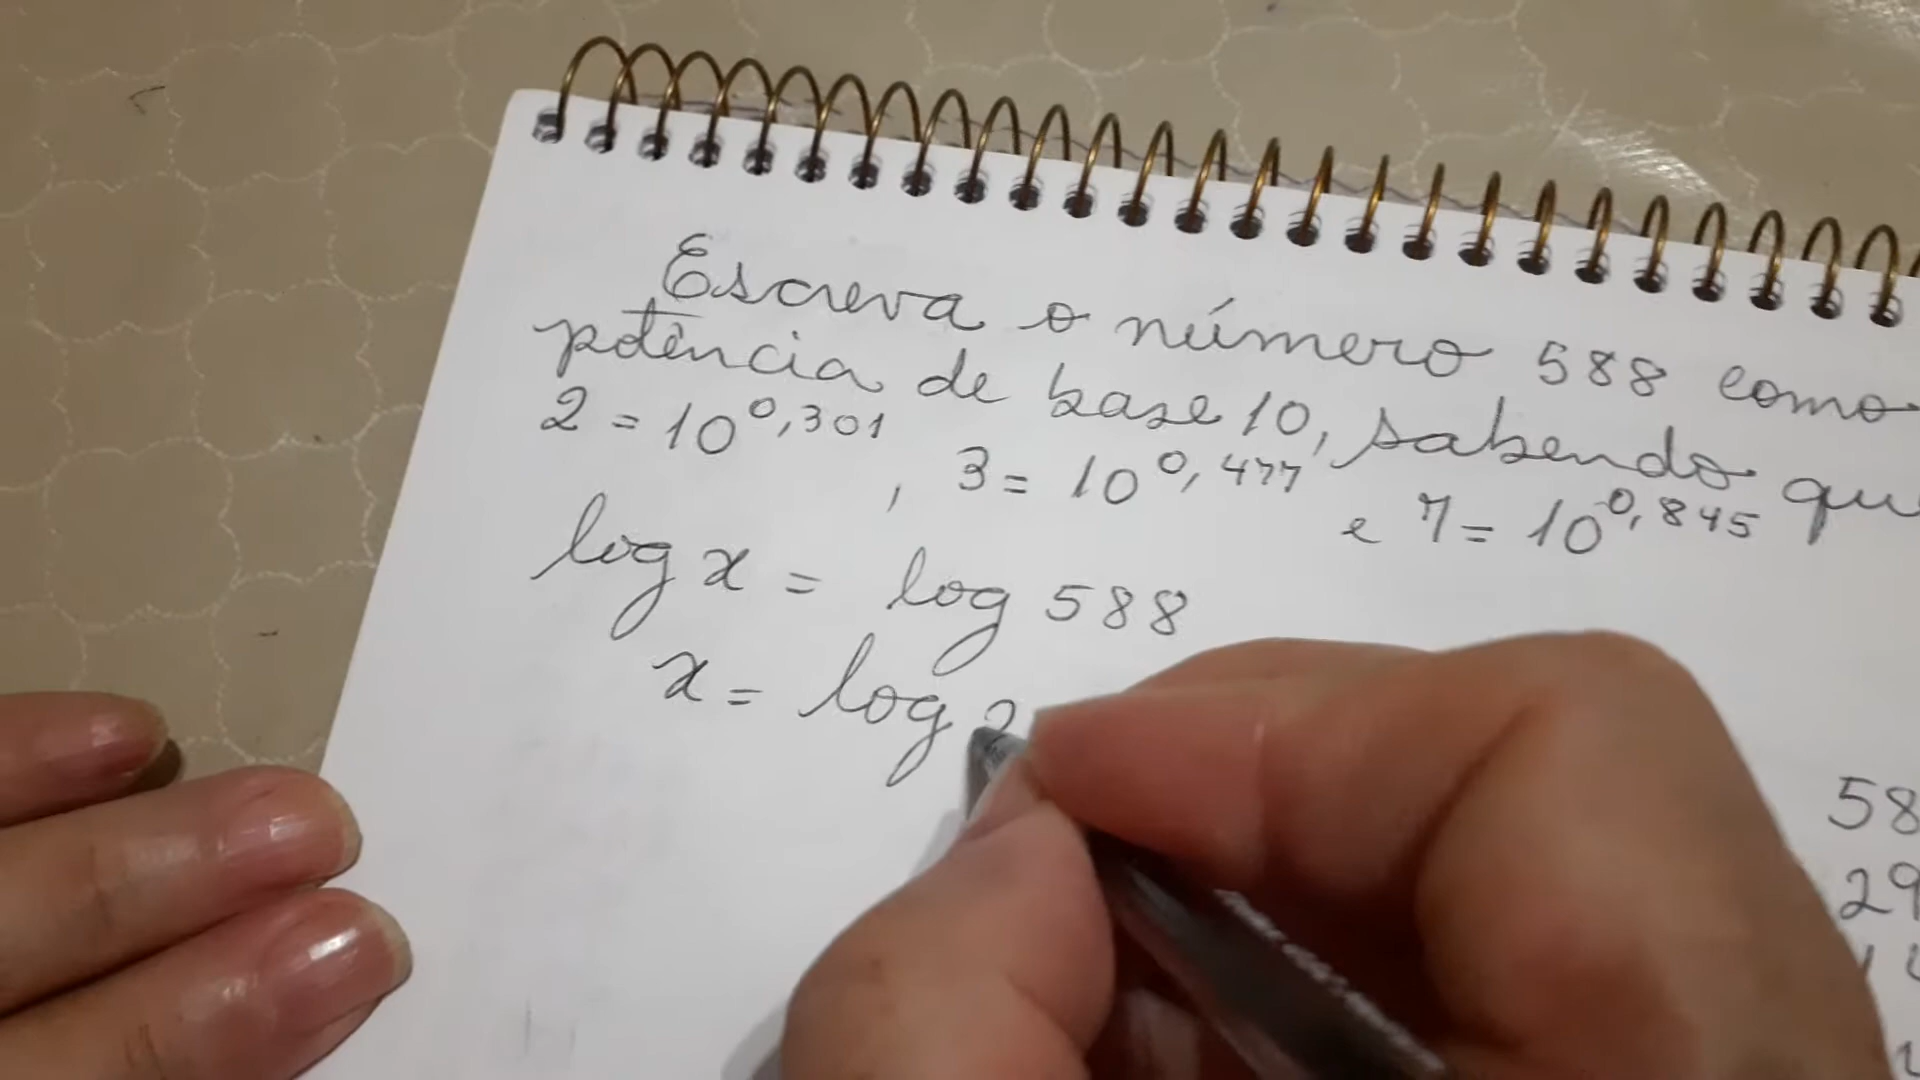 Escreva o número 588 como
potência de base 10, sabendo qu
2 = 10^0,301 , 3 = 10^0,477 e 7 = 10^0,845
log x = log 588
x = log 2
58
29